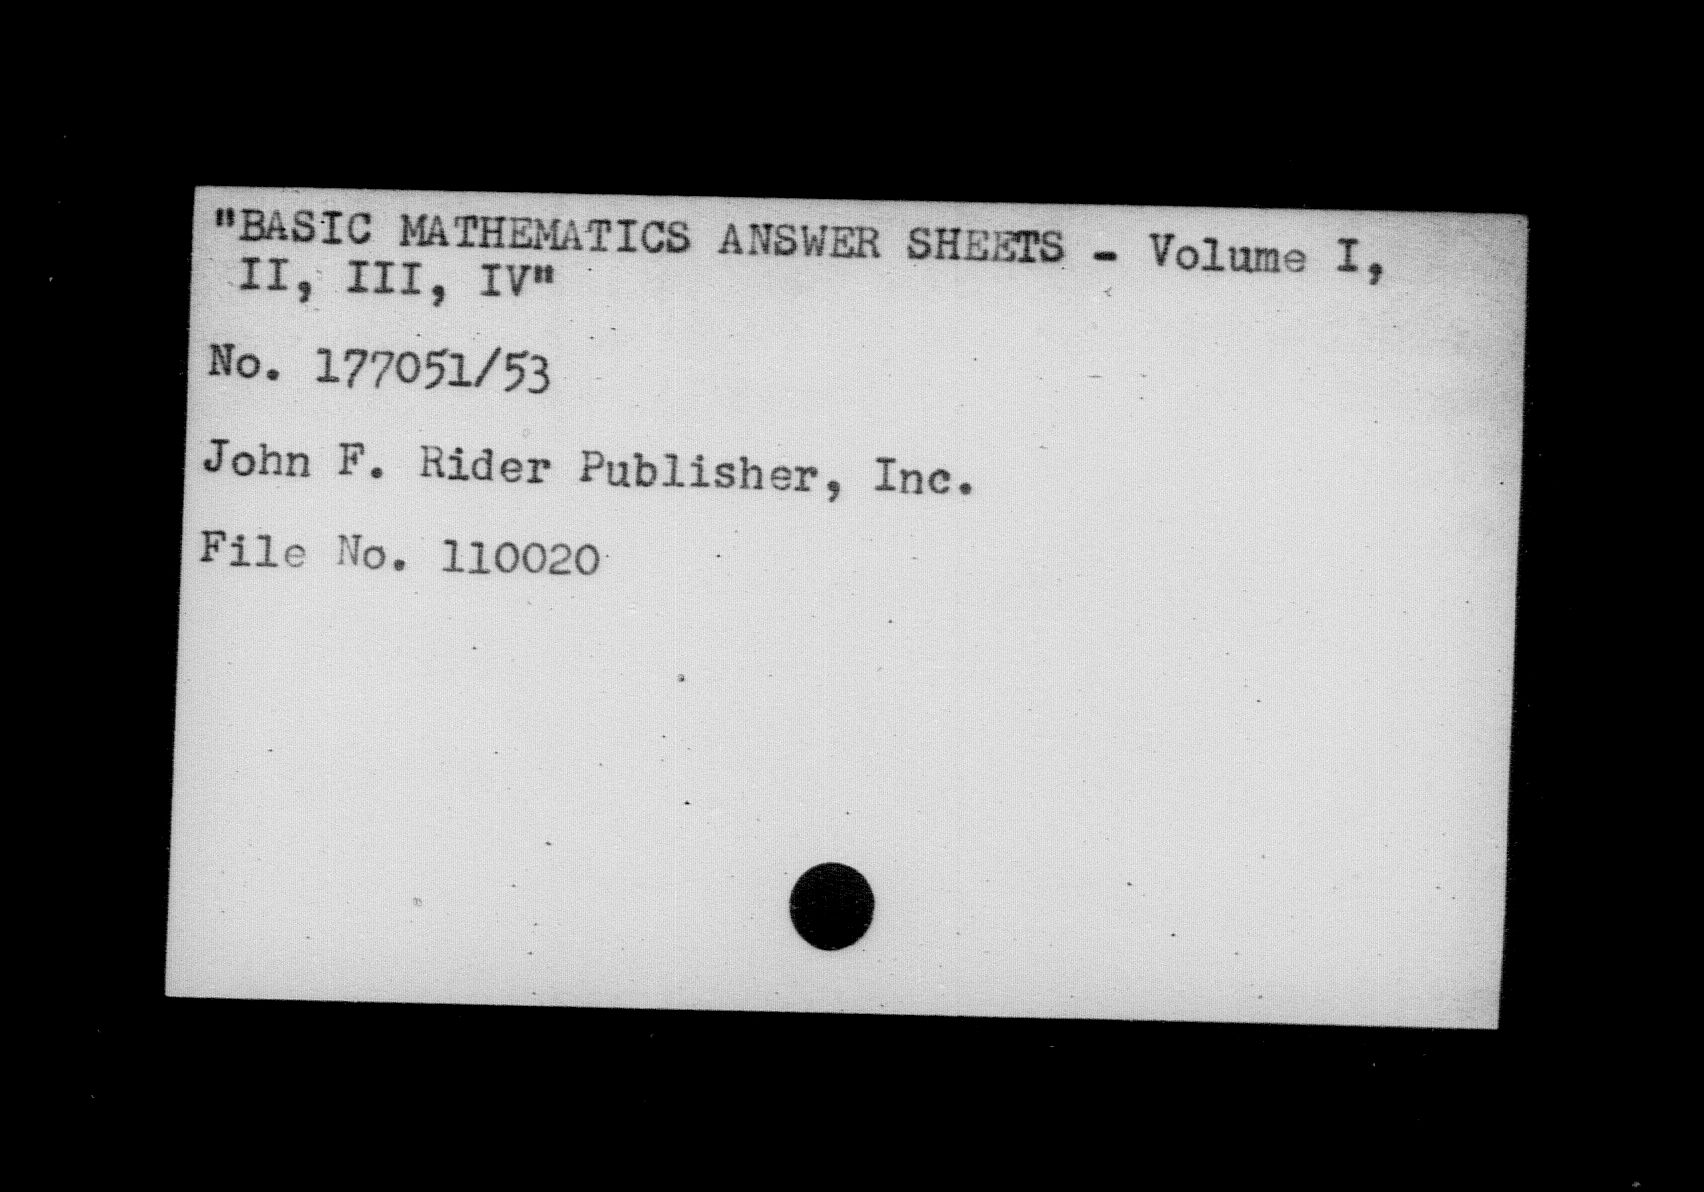 "BASIC MATHEMATICS ANSWER SHEETS - Volume I,
II, III, IV"
No. 177051/53
John F. Rider Publisher, Inc.
File No. 110020